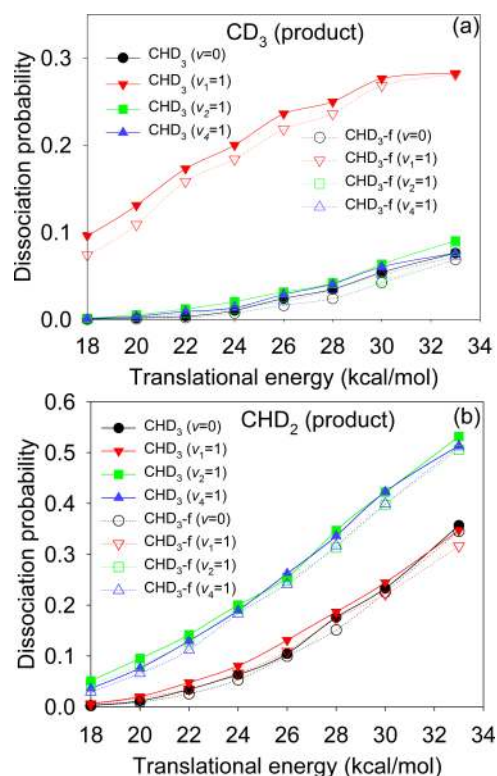 CD₃ (product)
(a)
0.3
0.2
0.1
0.0
Dissociation probability
CHD₃ (v=0)
CHD₃ (v₁=1)
CHD₃ (v₂=1)
CHD₃ (v₄=1)
CHD₃-f (v=0)
CHD₃-f (v₁=1)
CHD₃-f (v₂=1)
CHD₃-f (v₄=1)
18 20 22 24 26 28 30 32 34
Translational energy (kcal/mol)
CHD₂ (product)
(b)
0.6
0.5
0.4
0.3
0.2
0.1
0.0
Dissociation probability
CHD₃ (v=0)
CHD₃ (v₁=1)
CHD₃ (v₂=1)
CHD₃ (v₄=1)
CHD₃-f (v=0)
CHD₃-f (v₁=1)
CHD₃-f (v₂=1)
CHD₃-f (v₄=1)
18 20 22 24 26 28 30 32 34
Translational energy (kcal/mol)